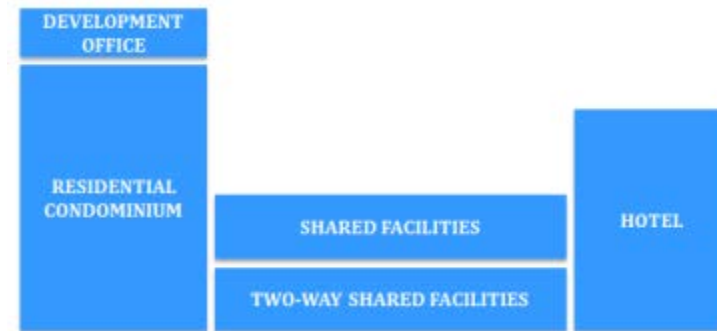 DEVELOPMENT
OFFICE
RESIDENTIAL
CONDOMINIUM
SHARED FACILITIES
HOTEL
TWO-WAY SHARED FACILITIES